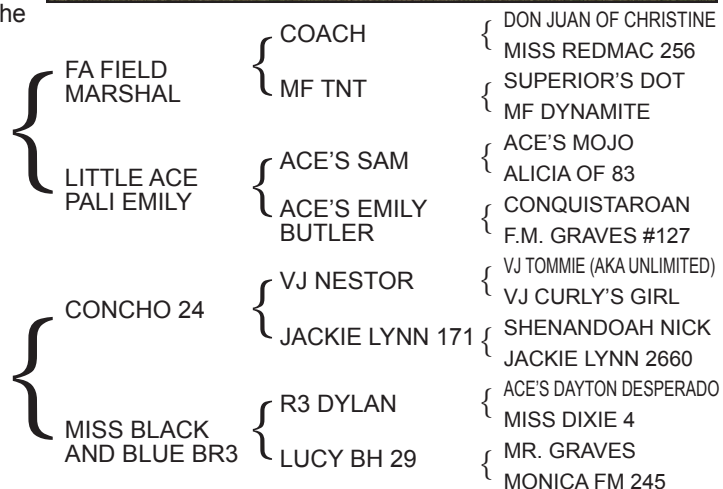 he
FA FIELD
MARSHAL
LITTLE ACE
PALI EMILY
CONCHO 24
MISS BLACK
AND BLUE BR3
COACH
MF TNT
ACE'S SAM
ACE'S EMILY
BUTLER
VJ NESTOR
JACKIE LYNN 171
R3 DYLAN
LUCY BH 29
DON JUAN OF CHRISTINE
MISS REDMAC 256
SUPERIOR'S DOT
MF DYNAMITE
ACE'S MOJO
ALICIA OF 83
CONQUISTAROAN
F.M. GRAVES #127
VJ TOMMIE (AKA UNLIMITED)
VJ CURLY'S GIRL
SHENANDOAH NICK
JACKIE LYNN 2660
ACE'S DAYTON DESPERADO
MISS DIXIE 4
MR. GRAVES
MONICA FM 245